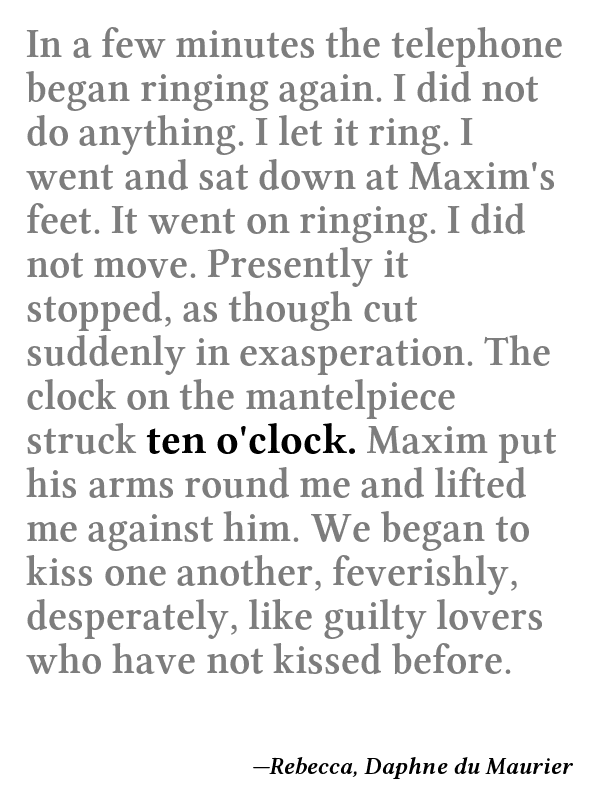 In a few minutes the telephone
began ringing again. I did not
do anything. I let it ring. I
went and sat down at Maxim's
feet. It went on ringing. I did
not move. Presently it
stopped, as though cut
suddenly in exasperation. The
clock on the mantelpiece
struck ten o'clock. Maxim put
his arms round me and lifted
me against him. We began to
kiss one another, feverishly,
desperately, like guilty lovers
who have not kissed before.
—Rebecca, Daphne du Maurier